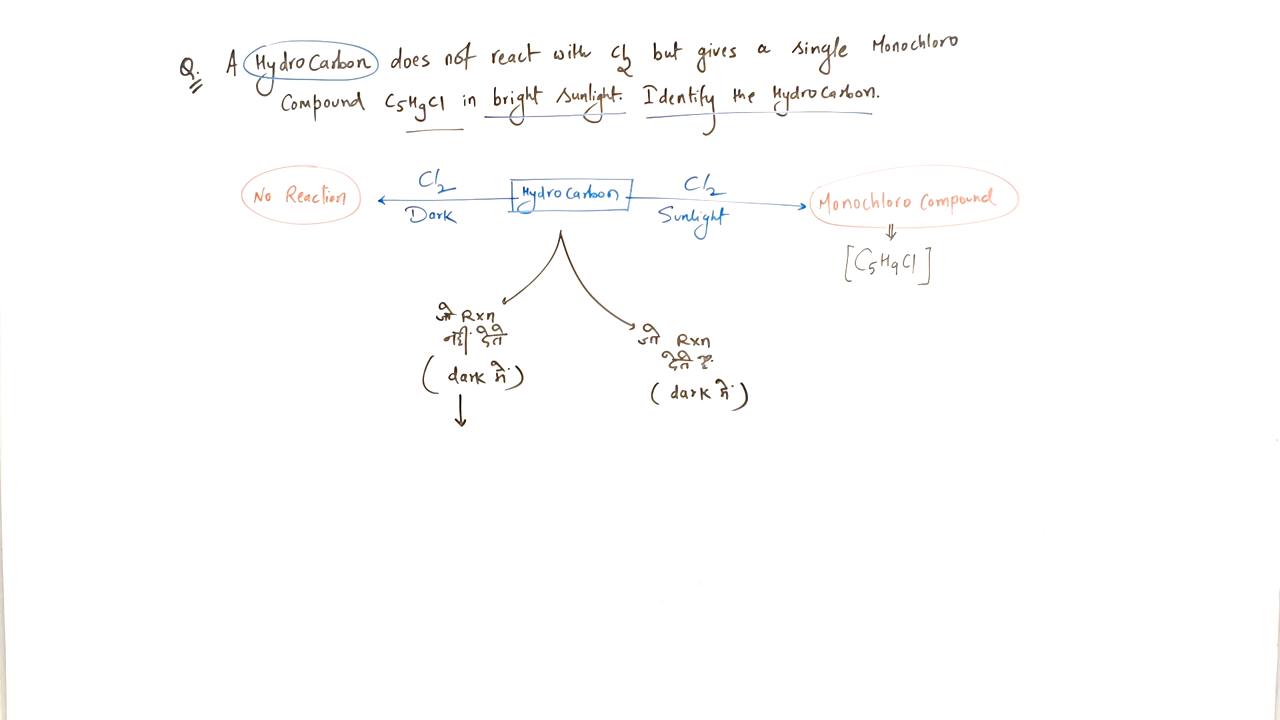 Q. A HydroCarbon does not react with Cl2 but gives a single Monochloro
Compound C5H9Cl in bright sunlight. Identify the HydroCarbon.
No Reaction
Cl2
Dark
HydroCarbon
Cl2
Sunlight
Monochloro Compound
⇓
[C5H9Cl]
जो Rxn
नहीं देते
(dark में)
जो Rxn
देते है
(dark में)